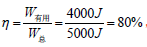 η = W有用/W总 = 4000J/5000J = 80%,